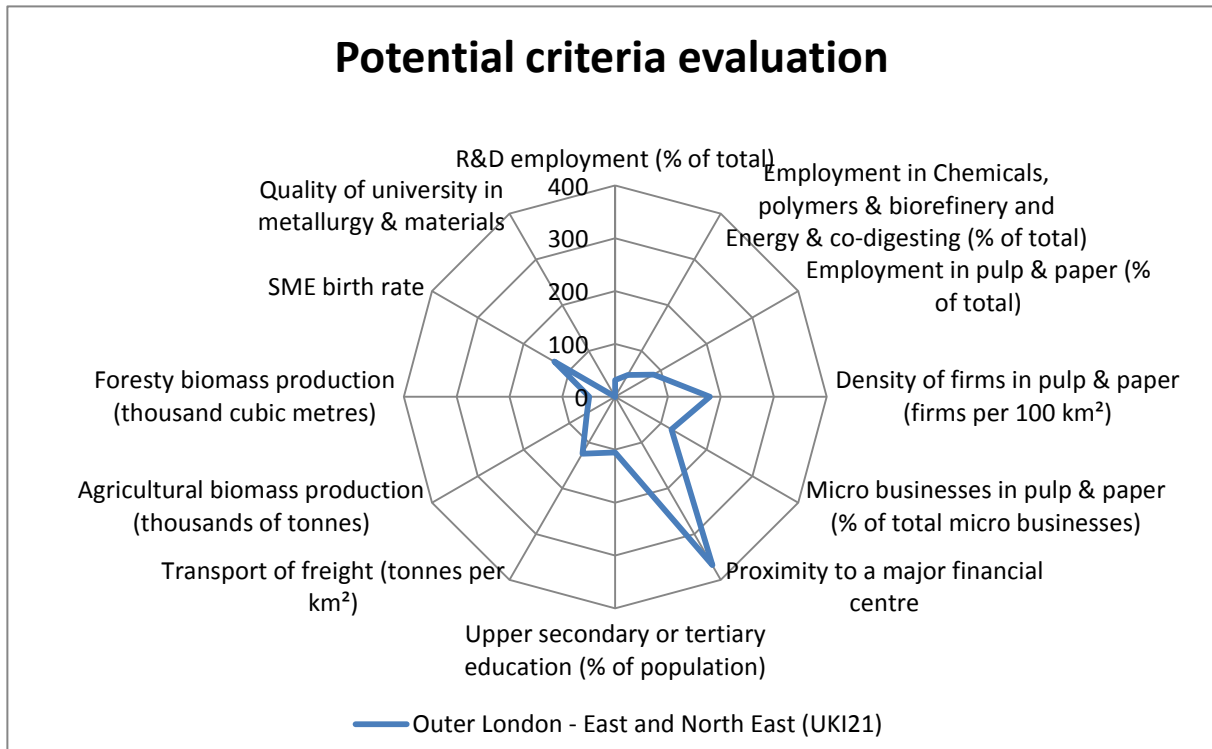 Potential criteria evaluation
R&D employment (% of total)
Employment in Chemicals,
polymers & biorefinery and
Energy & co-digesting (% of total)
Employment in pulp & paper (%
of total)
Density of firms in pulp & paper
(firms per 100 km²)
Micro businesses in pulp & paper
(% of total micro businesses)
Proximity to a major financial
centre
Upper secondary or tertiary
education (% of population)
Transport of freight (tonnes per
km²)
Agricultural biomass production
(thousands of tonnes)
Foresty biomass production
(thousand cubic metres)
SME birth rate
Quality of university in
metallurgy & materials
400
300
200
100
0
Outer London - East and North East (UKI21)